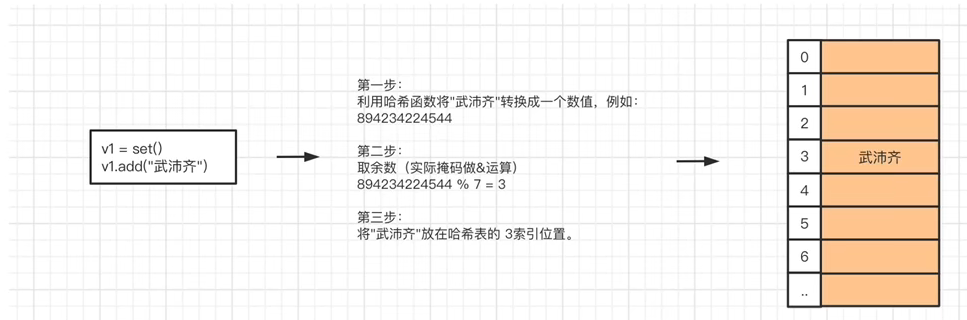 v1 = set()
v1.add("武沛齐")
第一步：
利用哈希函数将"武沛齐"转换成一个数值，例如：
894234224544
第二步：
取余数（实际掩码做&运算）
894234224544 % 7 = 3
第三步：
将"武沛齐"放在哈希表的 3索引位置。
0
1
2
3 武沛齐
4
5
6
..